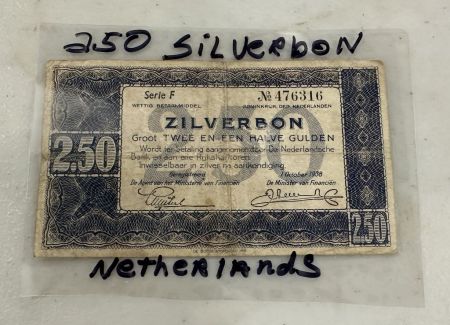 250 SILVERBON
Serie F
№ 476316
WETTIG BETAALMIDDEL
KONINKRIJK DER NEDERLANDEN
ZILVERBON
Groot TWEE EN EEN HALVE GULDEN
Wordt ter betaling aangenomen door De Nederlandsche
Bank en aan alle Rijkskantoren
Inwisselbaar in zilver na aankondiging.
Geregistreerd
1 October 1938
De Agent van het Ministerie van Financiën
De Minister van Financiën
2.50
2.50
NetHerlands